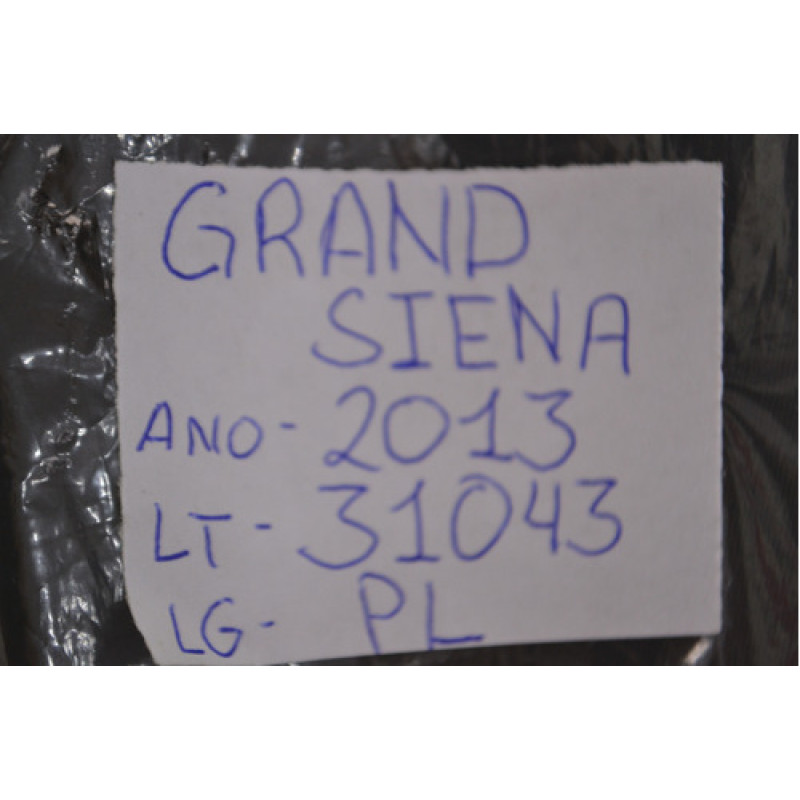 GRAND
SIENA
ANO- 2013
LT- 31043
LG- PL